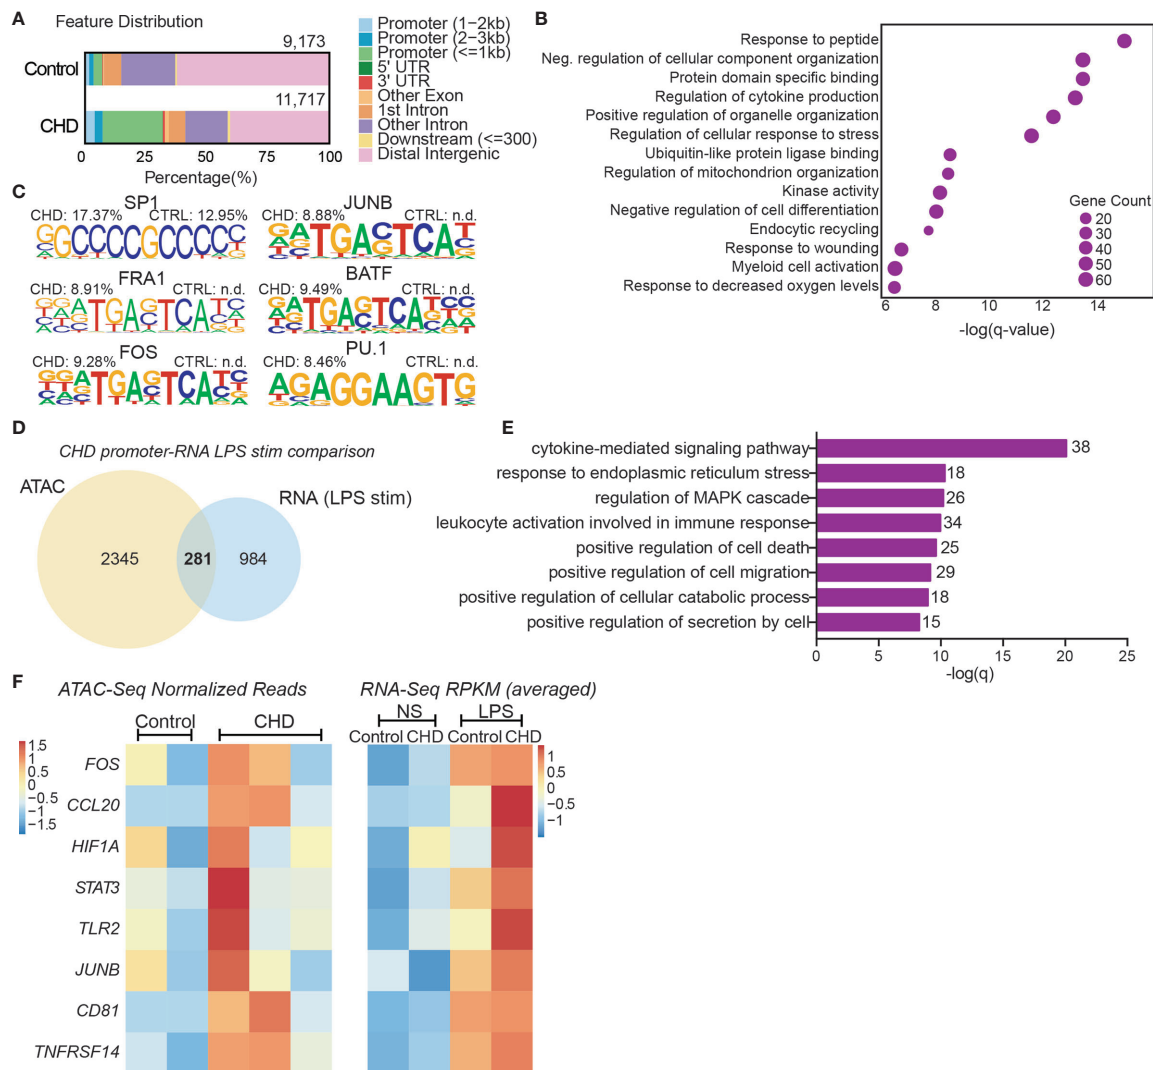 A
Feature Distribution
9,173
Control
11,717
CHD
0 25 50 75 100
Percentage(%)
Promoter (1−2kb)
Promoter (2−3kb)
Promoter (<=1kb)
5' UTR
3' UTR
Other Exon
1st Intron
Other Intron
Downstream (<=300)
Distal Intergenic
B
Response to peptide
Neg. regulation of cellular component organization
Protein domain specific binding
Regulation of cytokine production
Positive regulation of organelle organization
Regulation of cellular response to stress
Ubiquitin-like protein ligase binding
Regulation of mitochondrion organization
Kinase activity
Negative regulation of cell differentiation
Endocytic recycling
Response to wounding
Myeloid cell activation
Response to decreased oxygen levels
Gene Count
20
30
40
50
60
6 8 10 12 14
-log(q-value)
C
SP1
CHD: 17.37% CTRL: 12.95%
GGCCCCGCCCCC
JUNB
CHD: 8.88% CTRL: n.d.
GATGACTCAT
FRA1
CHD: 8.91% CTRL: n.d.
GGATGAGTCATC
BATF
CHD: 9.49% CTRL: n.d.
GATGAGTCATCC
FOS
CHD: 9.28% CTRL: n.d.
GGATGAGTCATC
PU.1
CHD: 8.46% CTRL: n.d.
AGAGGAAGTG
D
CHD promoter-RNA LPS stim comparison
ATAC
RNA (LPS stim)
2345 281 984
E
cytokine-mediated signaling pathway 38
response to endoplasmic reticulum stress 18
regulation of MAPK cascade 26
leukocyte activation involved in immune response 34
positive regulation of cell death 25
positive regulation of cell migration 29
positive regulation of cellular catabolic process 18
positive regulation of secretion by cell 15
0 5 10 15 20 25
-log(q)
F
ATAC-Seq Normalized Reads
Control CHD
1.5
0.5
0
−0.5
−1.5
FOS
CCL20
HIF1A
STAT3
TLR2
JUNB
CD81
TNFRSF14
RNA-Seq RPKM (averaged)
NS LPS
Control CHD Control CHD
1
0.5
0
−0.5
−1